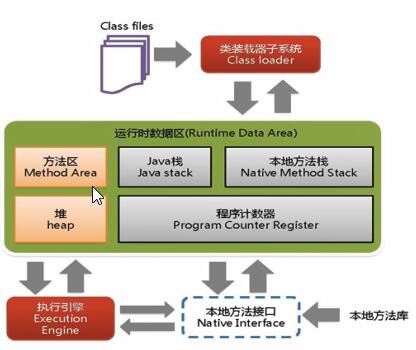 Class files
类装载器子系统
Class loader
运行时数据区(Runtime Data Area)
方法区
Method Area
Java栈
Java stack
本地方法栈
Native Method Stack
堆
heap
程序计数器
Program Counter Register
执行引擎
Execution
Engine
本地方法接口
Native Interface
本地方法库